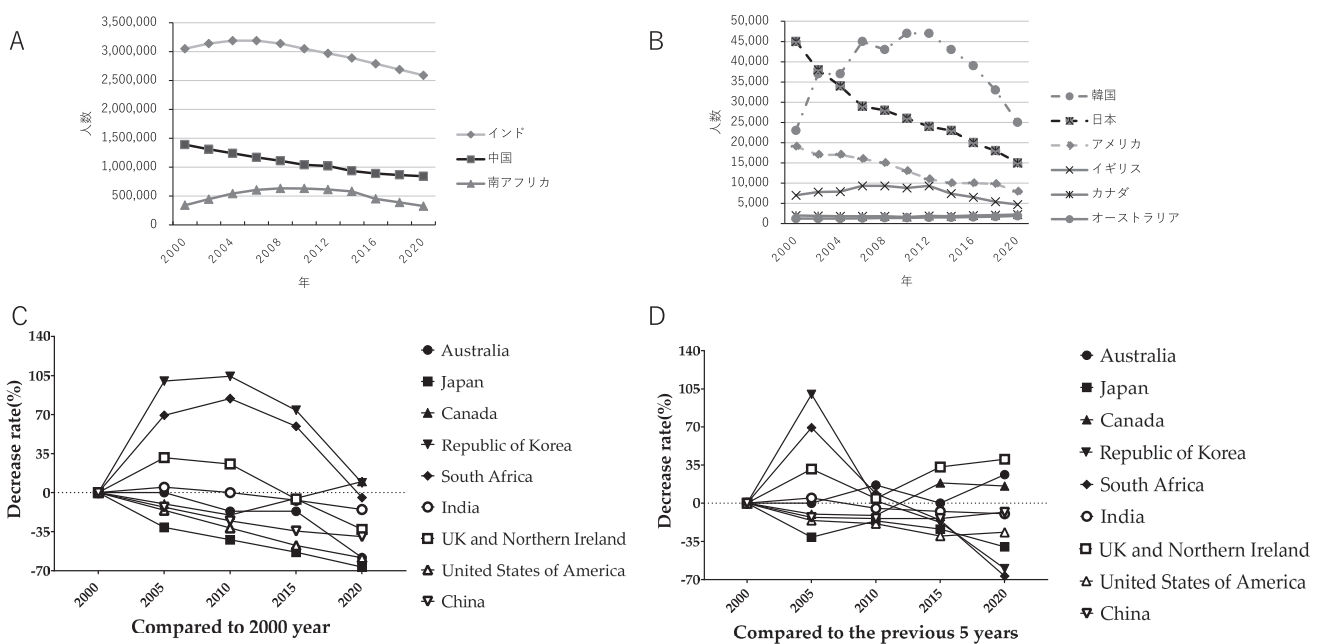 A
3,500,000
3,000,000
2,500,000
2,000,000
1,500,000
1,000,000
500,000
0
人数
2000
2004
2008
2012
2016
2020
年
インド
中国
南アフリカ
B
50,000
45,000
40,000
35,000
30,000
25,000
20,000
15,000
10,000
5,000
0
人数
2000
2004
2008
2012
2016
2020
年
韓国
日本
アメリカ
イギリス
カナダ
オーストラリア
C
140
105
70
35
0
-35
-70
Decrease rate(%)
2000
2005
2010
2015
2020
Compared to 2000 year
Australia
Japan
Canada
Republic of Korea
South Africa
India
UK and Northern Ireland
United States of America
China
D
140
105
70
35
0
-35
-70
Decrease rate(%)
2000
2005
2010
2015
2020
Compared to the previous 5 years
Australia
Japan
Canada
Republic of Korea
South Africa
India
UK and Northern Ireland
United States of America
China